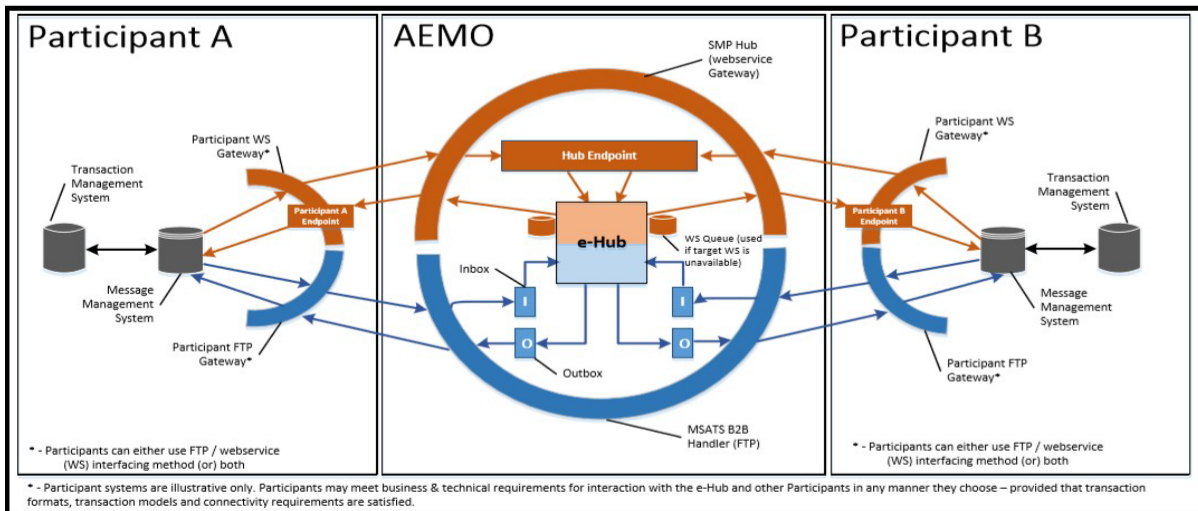 Participant A
AEMO
Participant B
SMP Hub
(webservice
Gateway)
Participant WS
Gateway*
Transaction
Management
System
Participant A
Endpoint
Message
Management
System
Participant FTP
Gateway*
Hub Endpoint
e-Hub
WS Queue (used
if target WS is
unavailable)
Inbox
I
I
O
O
Outbox
MSATS B2B
Handler (FTP)
Participant WS
Gateway*
Transaction
Management
System
Participant B
Endpoint
Message
Management
System
Participant FTP
Gateway*
* - Participants can either use FTP / webservice
(WS) interfacing method (or) both
* - Participants can either use FTP / webservice
(WS) interfacing method (or) both
* - Participant systems are illustrative only. Participants may meet business & technical requirements for interaction with the e-Hub and other Participants in any manner they choose – provided that transaction
formats, transaction models and connectivity requirements are satisfied.